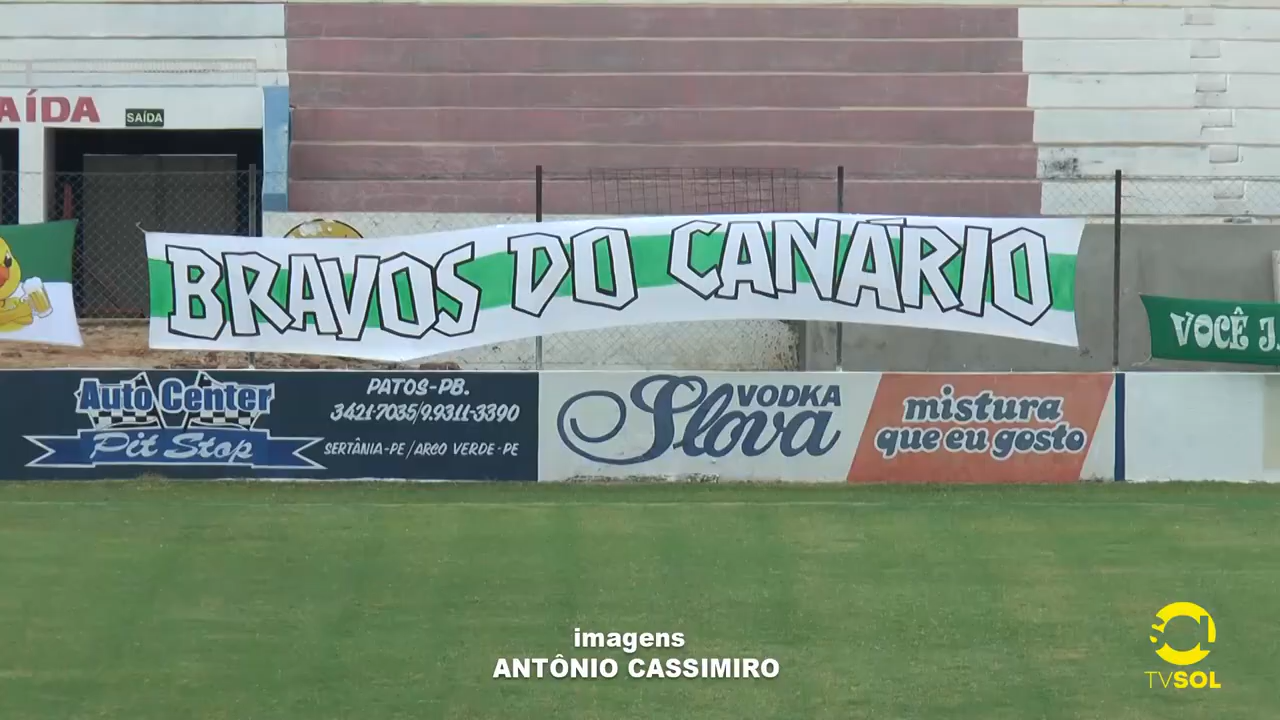 AÍDA
SAÍDA
BRAVOS DO CANÁRIO
VOCÊ J
Auto Center
Pit Stop
PATOS-PB.
3421-7035/9.9311-3390
SERTÂNIA-PE/ARCO VERDE-PE
VODKA
Slova
mistura
que eu gosto
imagens
ANTÔNIO CASSIMIRO
TVSOL